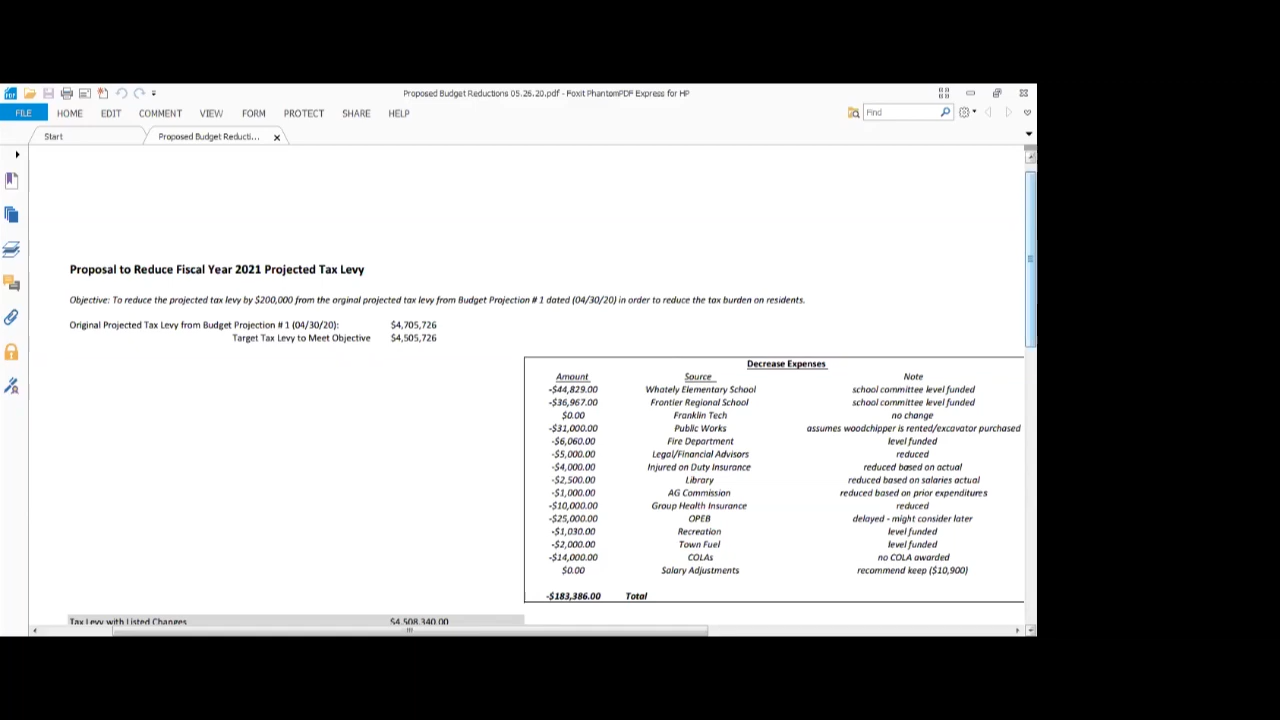 Proposed Budget Reductions 05.26.20.pdf - Foxit PhantomPDF Express for HP
FILE HOME EDIT COMMENT VIEW FORM PROTECT SHARE HELP Find
Start Proposed Budget Reducti...
Proposal to Reduce Fiscal Year 2021 Projected Tax Levy
Objective: To reduce the projected tax levy by $200,000 from the orginal projected tax levy from Budget Projection # 1 dated (04/30/20) in order to reduce the tax burden on residents.
Original Projected Tax Levy from Budget Projection # 1 (04/30/20): $4,705,726
Target Tax Levy to Meet Objective $4,505,726
Decrease Expenses
Amount Source Note
-$44,829.00 Whately Elementary School school committee level funded
-$36,967.00 Frontier Regional School school committee level funded
$0.00 Franklin Tech no change
-$31,000.00 Public Works assumes woodchipper is rented/excavator purchased
-$6,060.00 Fire Department level funded
-$5,000.00 Legal/Financial Advisors reduced
-$4,000.00 Injured on Duty Insurance reduced based on actual
-$2,500.00 Library reduced based on salaries actual
-$1,000.00 AG Commission reduced based on prior expenditures
-$10,000.00 Group Health Insurance reduced
-$25,000.00 OPEB delayed - might consider later
-$1,030.00 Recreation level funded
-$2,000.00 Town Fuel level funded
-$14,000.00 COLAs no COLA awarded
$0.00 Salary Adjustments recommend keep ($10,900)
-$183,386.00 Total
Tax Levy with Listed Changes $4,508,340.00